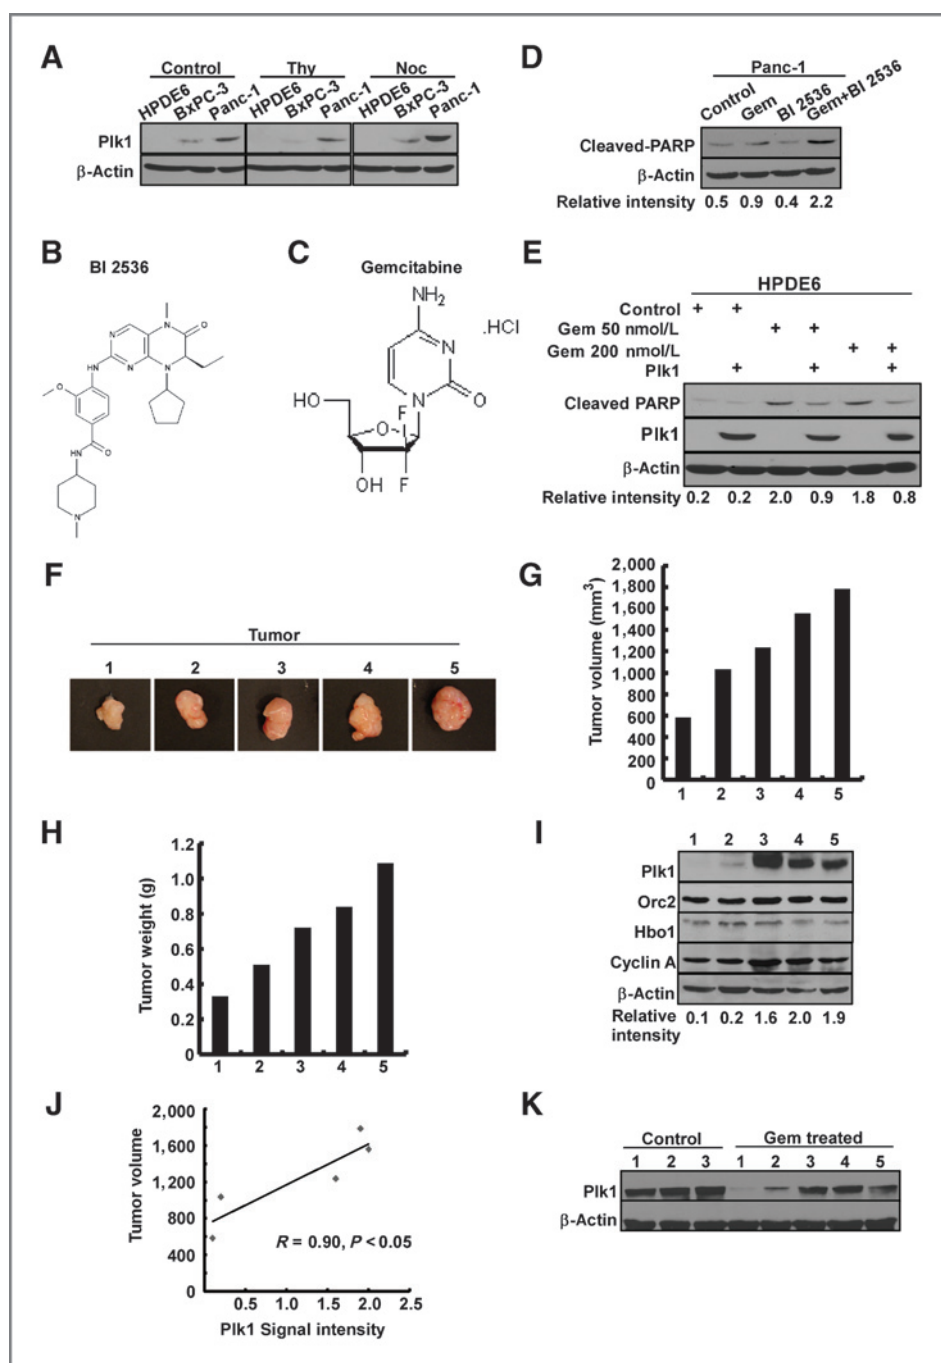 A
Control Thy Noc
HPDE6 BxPC-3 Panc-1 HPDE6 BxPC-3 Panc-1 HPDE6 BxPC-3 Panc-1
Plk1
β-Actin
D
Panc-1
Control Gem BI 2536 Gem+BI 2536
Cleaved-PARP
β-Actin
Relative intensity 0.5 0.9 0.4 2.2
B
BI 2536
N
N
O
N
N
N
HN
O
HN
O
N
C
Gemcitabine
NH2
.HCl
N
N
O
HO
O
F
F
OH
E
HPDE6
Control + +
Gem 50 nmol/L + +
Gem 200 nmol/L + +
Plk1 + + +
Cleaved PARP
Plk1
β-Actin
Relative intensity 0.2 0.2 2.0 0.9 1.8 0.8
F
Tumor
1 2 3 4 5
G
Tumor volume (mm3)
2,000
1,800
1,600
1,400
1,200
1,000
800
600
400
200
0
1 2 3 4 5
H
Tumor weight (g)
1.2
1.0
0.8
0.6
0.4
0.2
0
1 2 3 4 5
I
1 2 3 4 5
Plk1
Orc2
Hbo1
Cyclin A
β-Actin
Relative intensity 0.1 0.2 1.6 2.0 1.9
J
Tumor volume
2,000
1,600
1,200
800
400
0
R = 0.90, P < 0.05
0.5 1.0 1.5 2.0 2.5
Plk1 Signal intensity
K
Control Gem treated
1 2 3 1 2 3 4 5
Plk1
β-Actin